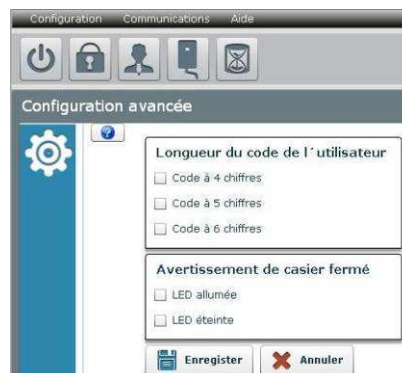 Configuration Communications Aide
Configuration avancée
Longueur du code de l´utilisateur
Code à 4 chiffres
Code à 5 chiffres
Code à 6 chiffres
Avertissement de casier fermé
LED allumée
LED éteinte
Enregister Annuler